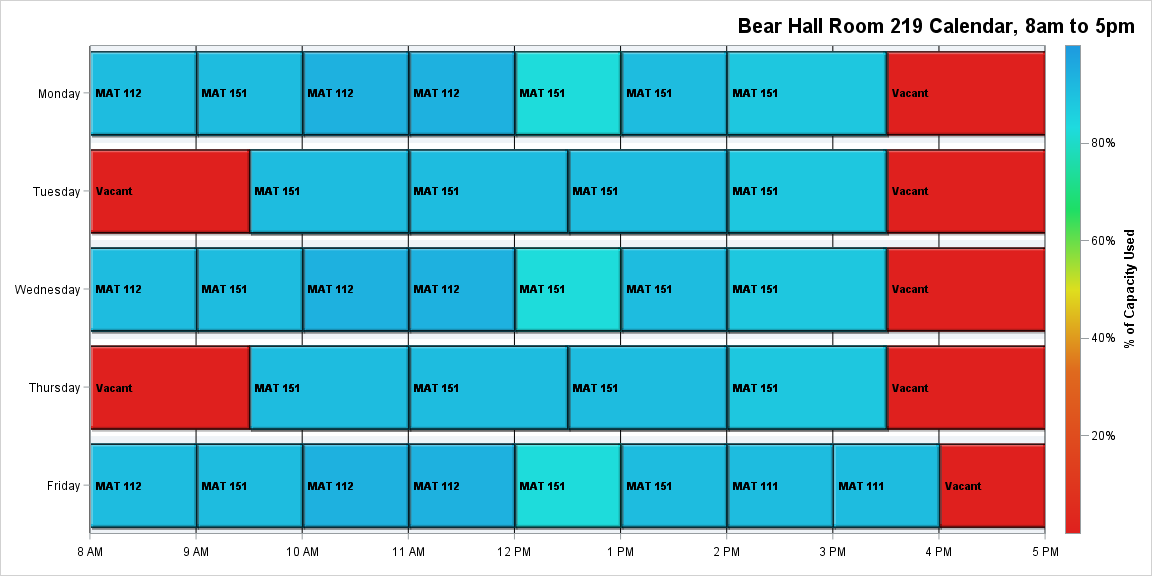 Bear Hall Room 219 Calendar, 8am to 5pm
Monday
MAT 112 MAT 151 MAT 112 MAT 112 MAT 151 MAT 151 MAT 151 Vacant
Tuesday
Vacant MAT 151 MAT 151 MAT 151 MAT 151 Vacant
Wednesday
MAT 112 MAT 151 MAT 112 MAT 112 MAT 151 MAT 151 MAT 151 Vacant
Thursday
Vacant MAT 151 MAT 151 MAT 151 MAT 151 Vacant
Friday
MAT 112 MAT 151 MAT 112 MAT 112 MAT 151 MAT 151 MAT 111 MAT 111 Vacant
8 AM 9 AM 10 AM 11 AM 12 PM 1 PM 2 PM 3 PM 4 PM 5 PM
80%
60%
40%
20%
% of Capacity Used